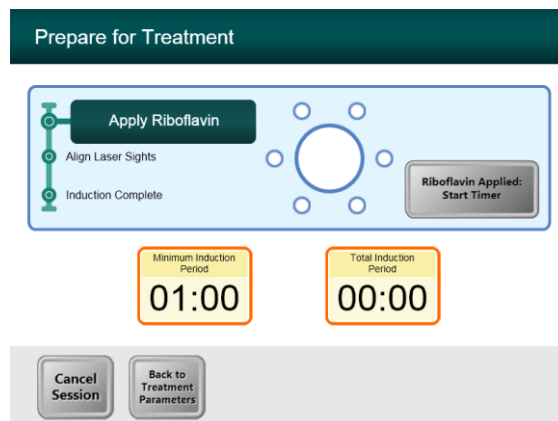 Prepare for Treatment
Apply Riboflavin
Align Laser Sights
Induction Complete
Riboflavin Applied:
Start Timer
Minimum Induction
Period
01:00
Total Induction
Period
00:00
Cancel
Session
Back to
Treatment
Parameters